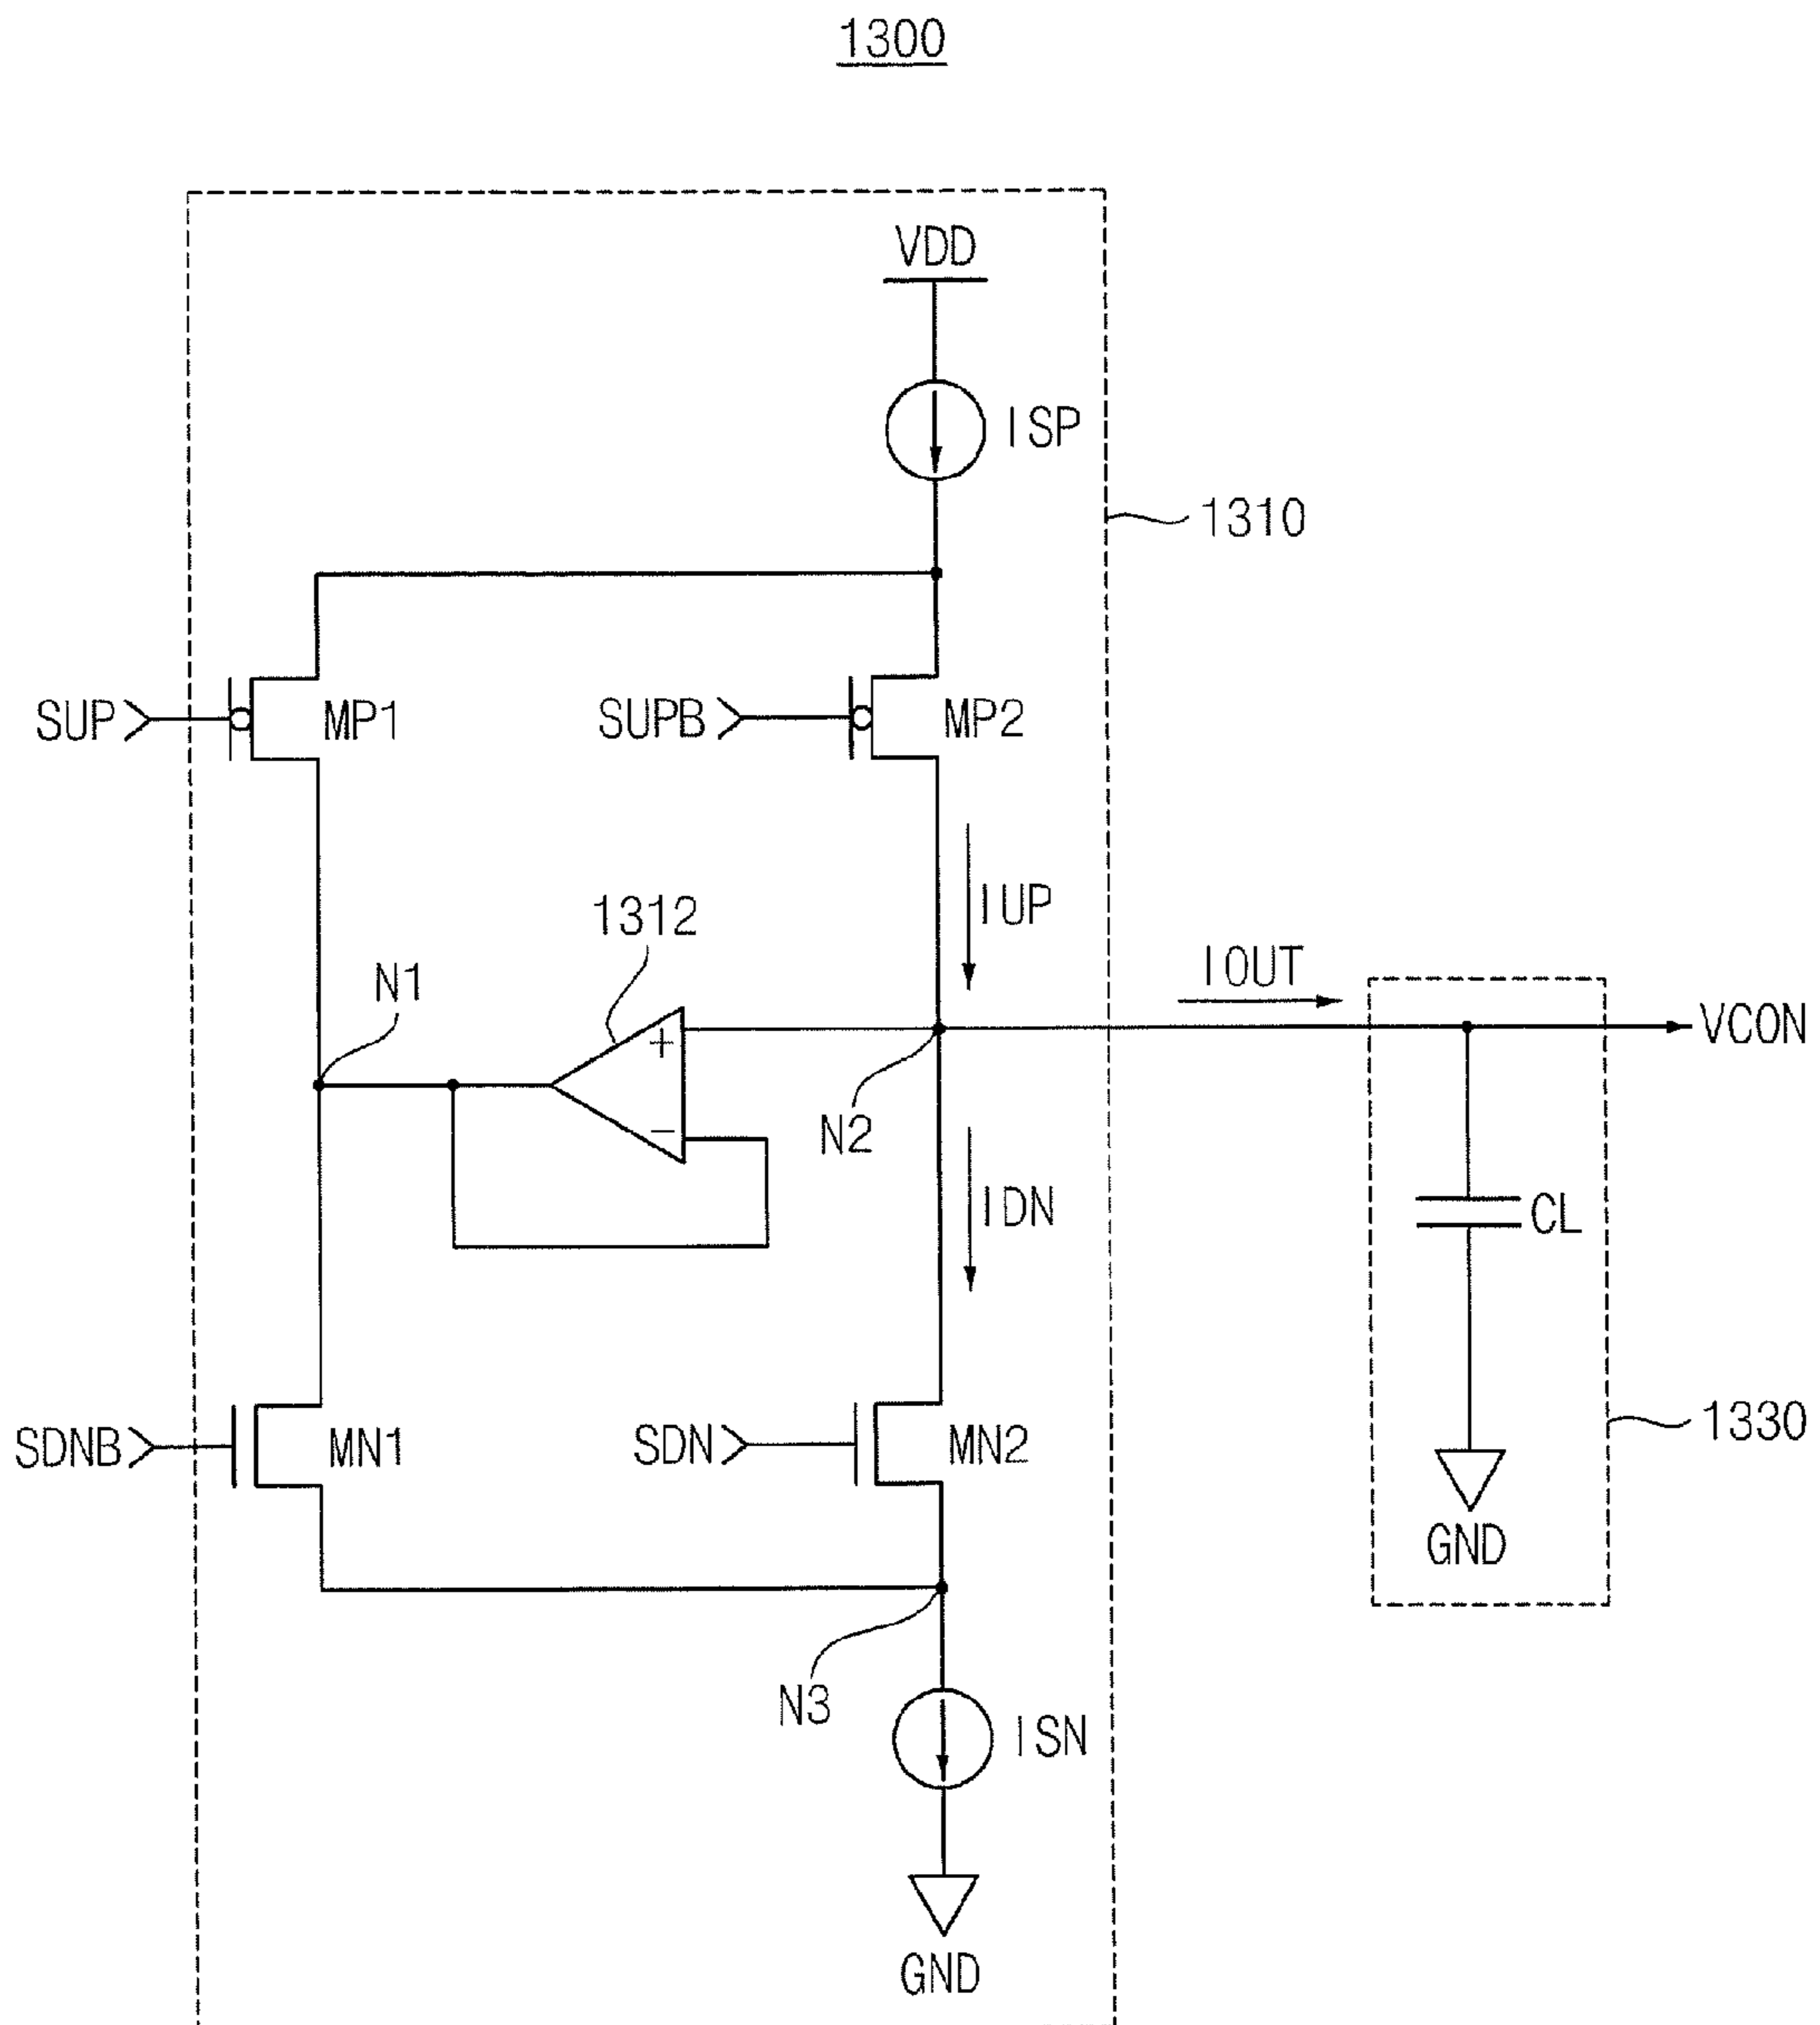 1300
VDD
ISP
1310
SUP
MP1
SUPB
MP2
IUP
1312
N1
+
IOUT
VCON
N2
−
IDN
CL
SDNB
MN1
SDN
MN2
1330
GND
N3
ISN
GND